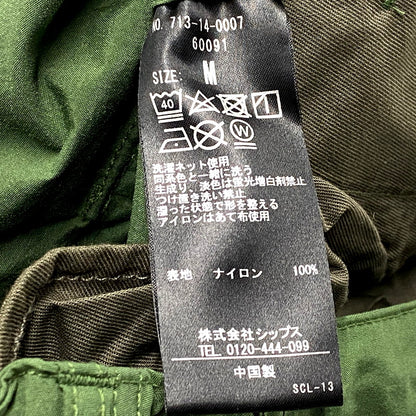 NO. 713-14-0007
60091
SIZE: M
40
1
W
洗濯ネット使用
同系色と一緒に洗う
生成り、淡色は蛍光増白剤禁止
つけ置き洗い禁止
湿った状態で形を整える
アイロンはあて布使用
表地 ナイロン 100%
株式会社シップス
TEL. 0120-444-099
中国製
SCL-13